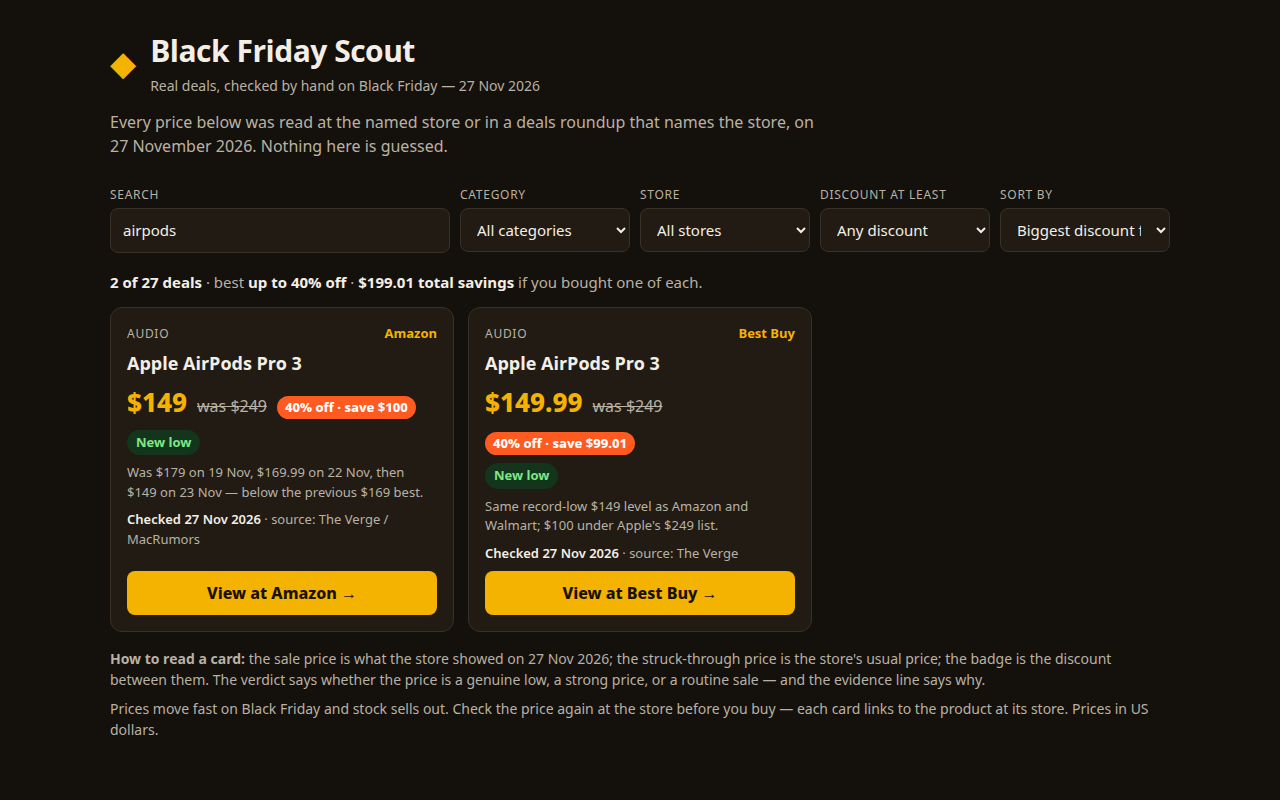 Black Friday Scout
Real deals, checked by hand on Black Friday — 27 Nov 2026
Every price below was read at the named store or in a deals roundup that names the store, on
27 November 2026. Nothing here is guessed.
SEARCH
airpods
CATEGORY
All categories
STORE
All stores
DISCOUNT AT LEAST
Any discount
SORT BY
Biggest discount f
2 of 27 deals · best up to 40% off · $199.01 total savings if you bought one of each.
AUDIO
Amazon
Apple AirPods Pro 3
$149 was $249 40% off · save $100
New low
Was $179 on 19 Nov, $169.99 on 22 Nov, then
$149 on 23 Nov — below the previous $169 best.
Checked 27 Nov 2026 · source: The Verge /
MacRumors
View at Amazon →
AUDIO
Best Buy
Apple AirPods Pro 3
$149.99 was $249
40% off · save $99.01
New low
Same record-low $149 level as Amazon and
Walmart; $100 under Apple's $249 list.
Checked 27 Nov 2026 · source: The Verge
View at Best Buy →
How to read a card: the sale price is what the store showed on 27 Nov 2026; the struck-through price is the store's usual price; the badge is the discount
between them. The verdict says whether the price is a genuine low, a strong price, or a routine sale — and the evidence line says why.
Prices move fast on Black Friday and stock sells out. Check the price again at the store before you buy — each card links to the product at its store. Prices in US
dollars.